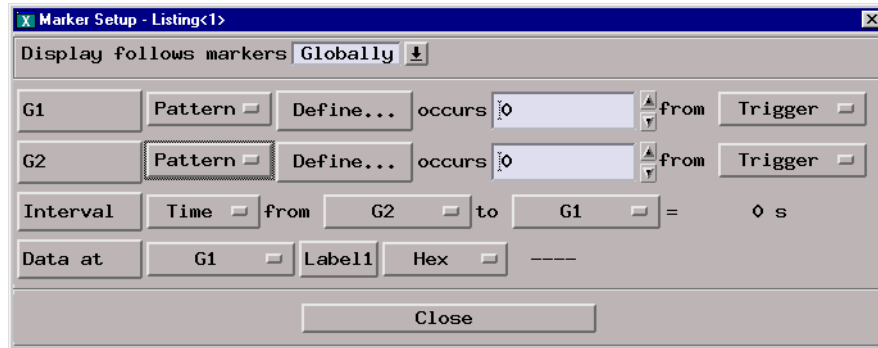 Marker Setup - Listing<1>
Display follows markers Globally
G1 Pattern Define... occurs 0 from Trigger
G2 Pattern Define... occurs 0 from Trigger
Interval Time from G2 to G1 = 0 s
Data at G1 Label1 Hex ----
Close